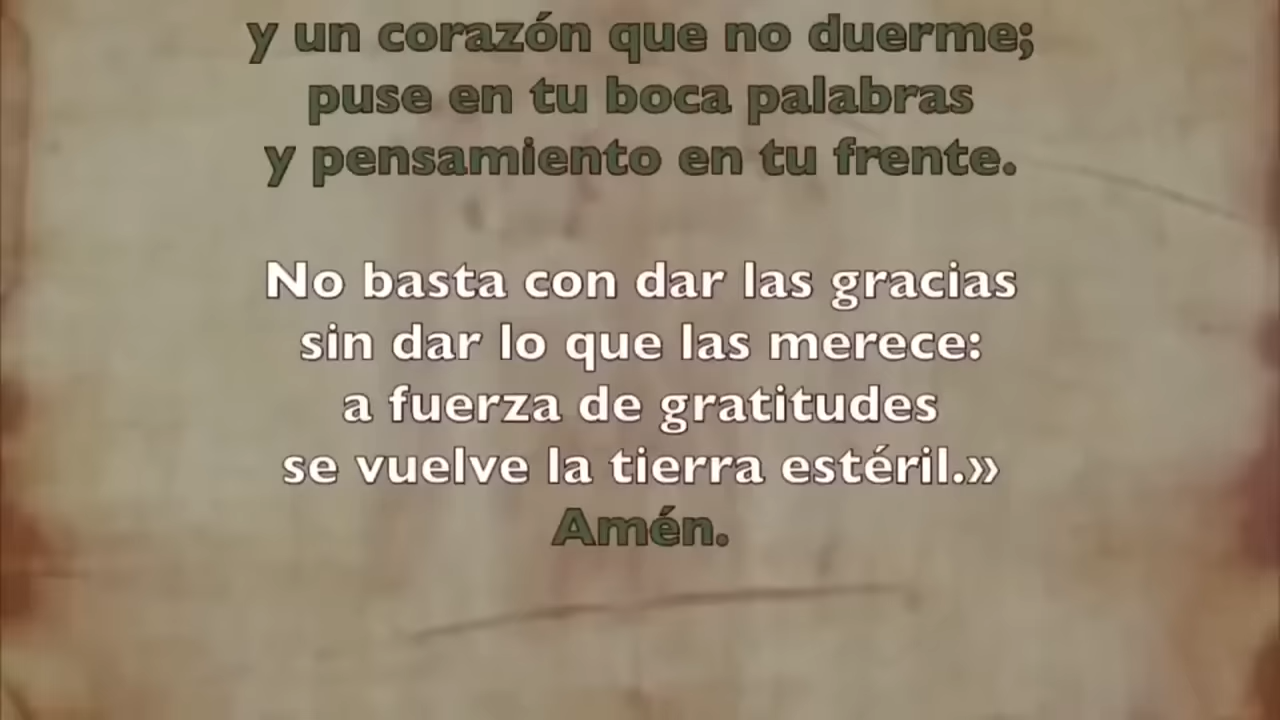 y un corazón que no duerme;
puse en tu boca palabras
y pensamiento en tu frente.
No basta con dar las gracias
sin dar lo que las merece:
a fuerza de gratitudes
se vuelve la tierra estéril.»
Amén.